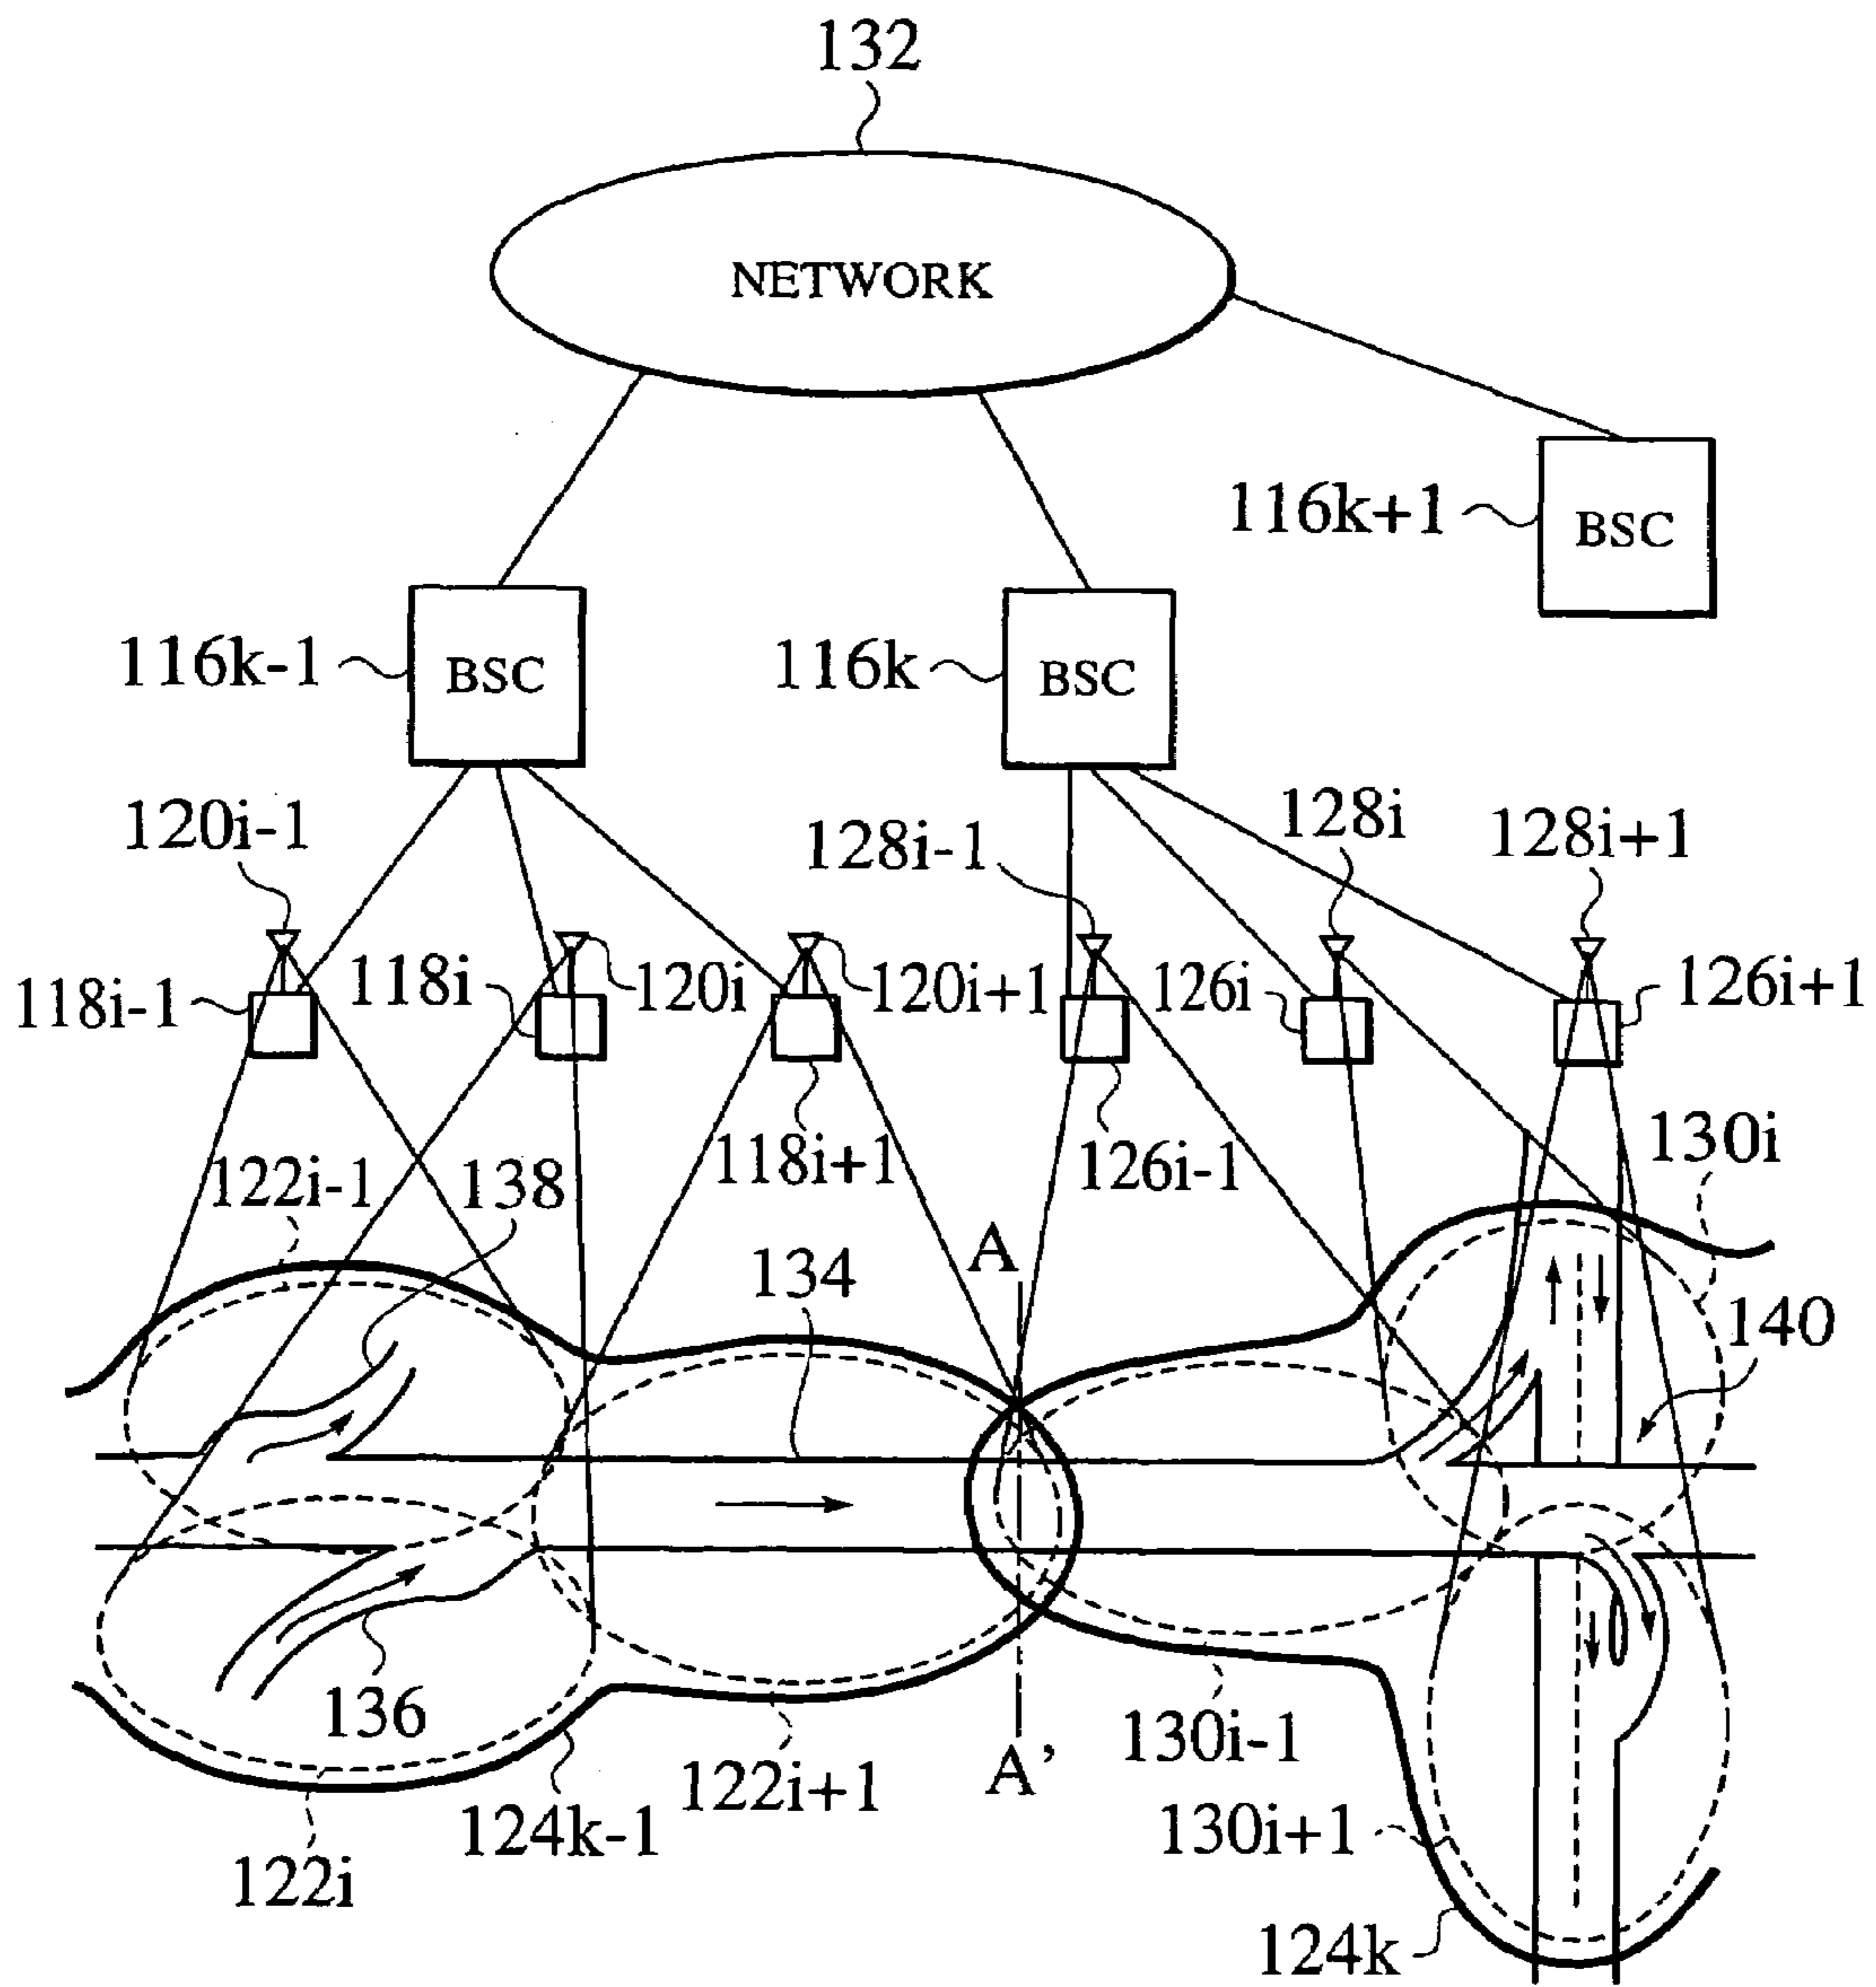 132
NETWORK
116k+1
BSC
116k-1
BSC
116k
BSC
120i-1
128i-1
128i
128i+1
118i-1
118i
120i
120i+1
126i
126i+1
122i-1
138
118i+1
126i-1
130i
A
134
140
136
122i+1
A'
130i-1
124k-1
130i+1
122i
124k